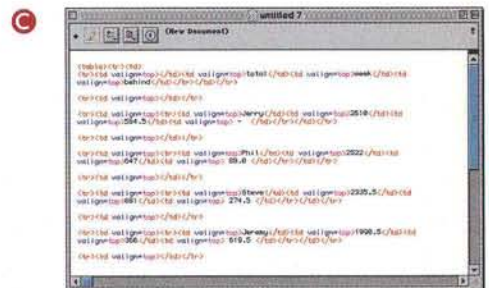 C
untitled 7
(New Document)
<table><tr><td>
<tr><td valign=top></td><td valign=top>total</td><td valign=top>week</td><td
valign=top>behind</td></tr></td></tr>
<tr><td valign=top></td></tr>
<tr><td valign=top><td valign=top>Jerry</td><td valign=top>2610</td><td
valign=top>594.5</td><td valign=top> - </td></tr></td></tr>
<tr><td valign=top></td></tr>
<tr><td valign=top><td valign=top>Phil</td><td valign=top>2522</td><td
valign=top>647</td><td valign=top> 88.0 </td></tr></td></tr>
<tr><td valign=top></td></tr>
<tr><td valign=top><td valign=top>Steve</td><td valign=top>2335.5</td><td
valign=top>691</td><td valign=top> 274.5 </td></tr></td></tr>
<tr><td valign=top></td></tr>
<tr><td valign=top><td valign=top>Jeremy</td><td valign=top>1990.5</td><td
valign=top>366</td><td valign=top> 619.5 </td></tr></td></tr>
<tr><td valign=top></td></tr>